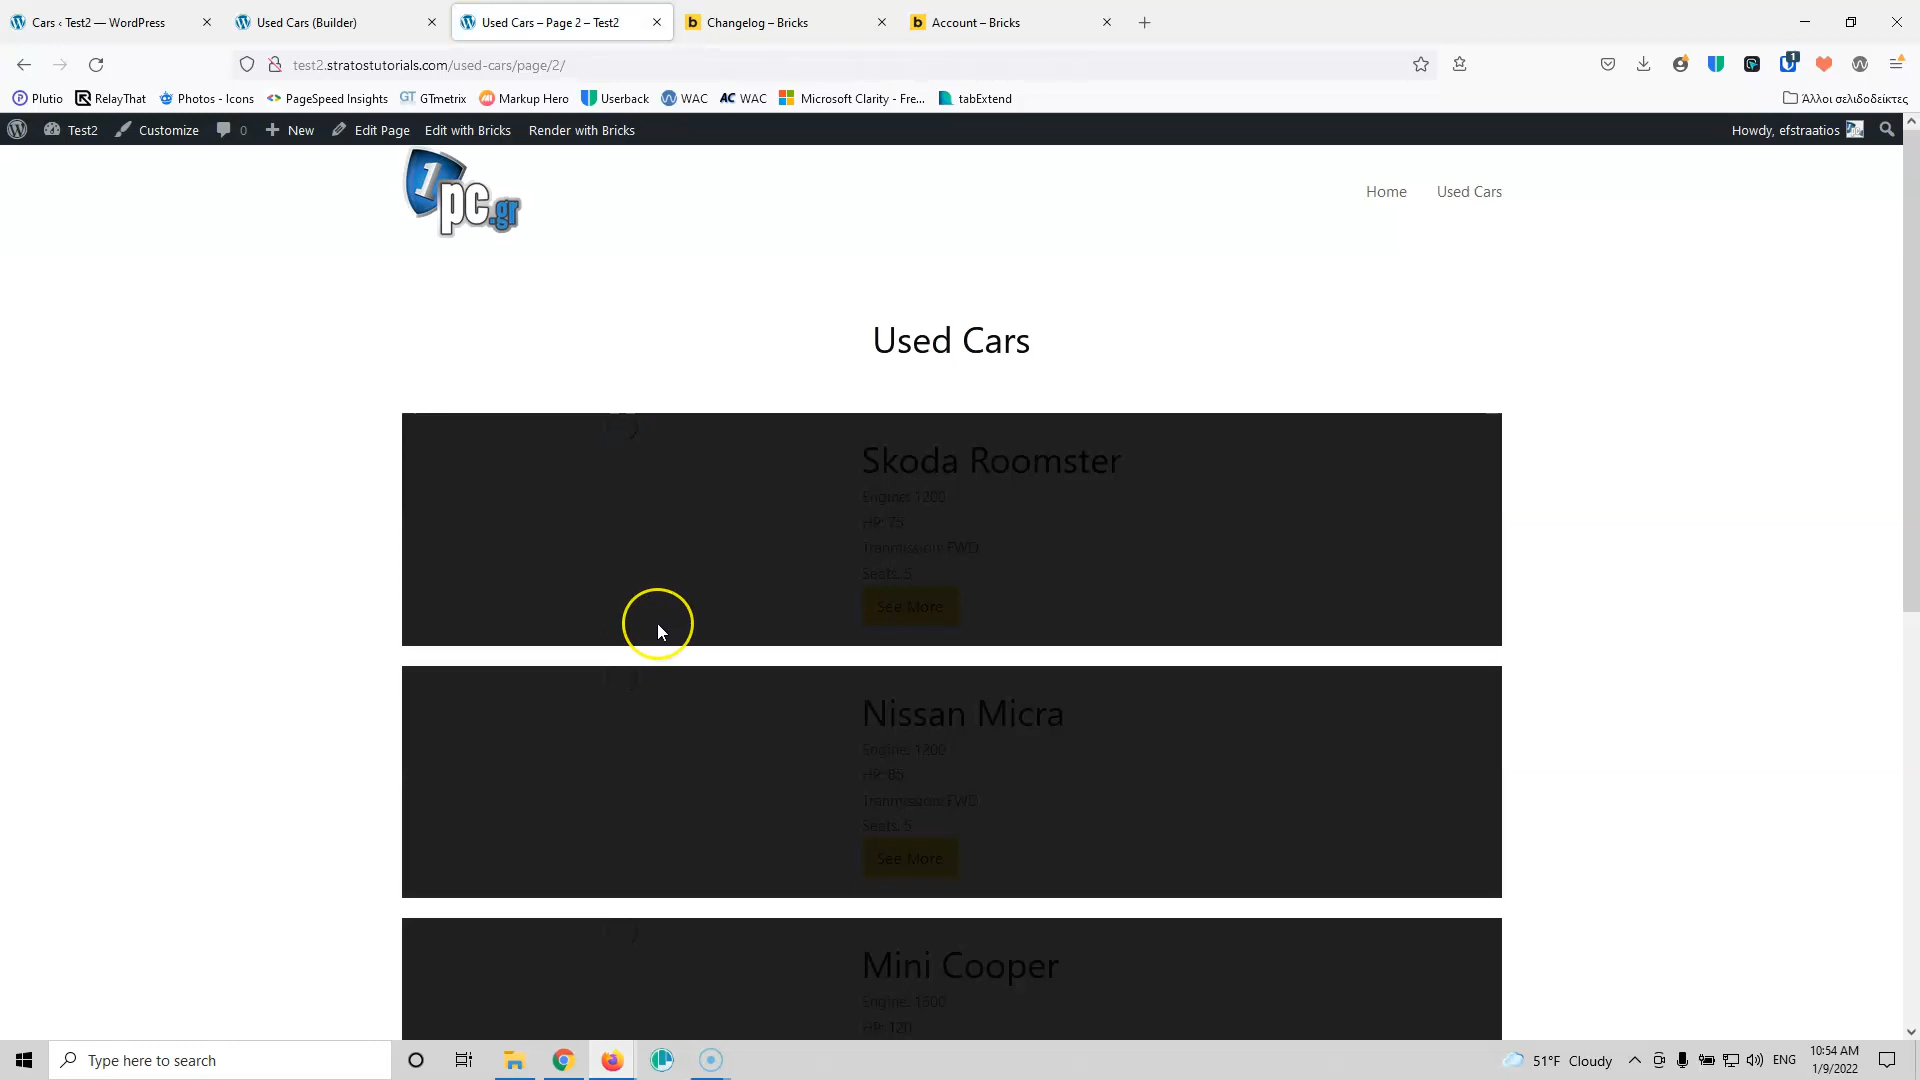 Cars ‹ Test2 — WordPress
Used Cars (Builder)
Used Cars – Page 2 – Test2
Changelog – Bricks
Account – Bricks
test2.stratostutorials.com/used-cars/page/2/
Plutio
RelayThat
Photos - Icons
PageSpeed Insights
GTmetrix
Markup Hero
Userback
WAC
WAC
Microsoft Clarity - Fre...
tabExtend
Άλλοι σελιδοδείκτες
Test2
Customize
0
New
Edit Page
Edit with Bricks
Render with Bricks
Howdy, efstraatios
1pc.gr
Home
Used Cars
Used Cars
Skoda Roomster
Engine: 1200
HP: 75
Tranmission: FWD
Seats: 5
See More
Nissan Micra
Engine: 1200
HP: 85
Tranmission: FWD
Seats: 5
See More
Mini Cooper
Engine: 1600
HP: 120
Type here to search
51°F Cloudy
ENG
10:54 AM
1/9/2022